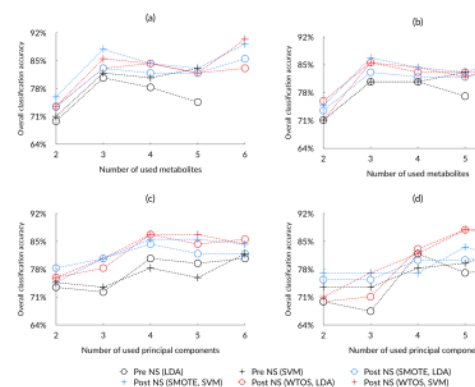 (a)
92%
85%
78%
71%
64%
Overall classification accuracy
2 3 4 5 6
Number of used metabolites
(b)
92%
85%
78%
71%
64%
Overall classification accuracy
2 3 4 5
Number of used metabolites
(c)
92%
85%
78%
71%
64%
Overall classification accuracy
2 3 4 5 6
Number of used principal components
(d)
92%
85%
78%
71%
64%
Overall classification accuracy
2 3 4 5
Number of used principal compone
Pre NS (LDA) Pre NS (SVM) Post NS (SMOTE, LDA)
Post NS (SMOTE, SVM) Post NS (WTOS, LDA) Post NS (WTOS, SVM)